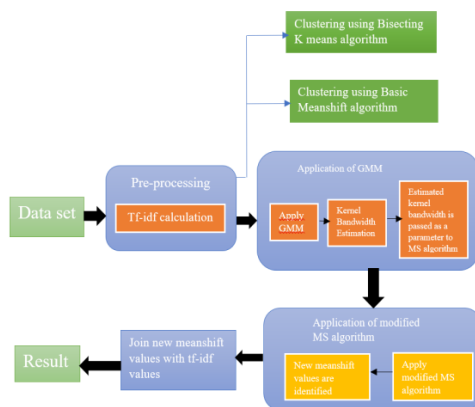 Clustering using Bisecting
K means algorithm
Clustering using Basic
Meanshift algorithm
Data set
Pre-processing
Tf-idf calculation
Application of GMM
Apply
GMM
Kernel
Bandwidth
Estimation
Estimated
kernel
bandwidth is
passed as a
parameter to
MS algorithm
Application of modified
MS algorithm
Apply
modified MS
algorithm
New meanshift
values are
identified
Join new meanshift
values with tf-idf
values
Result